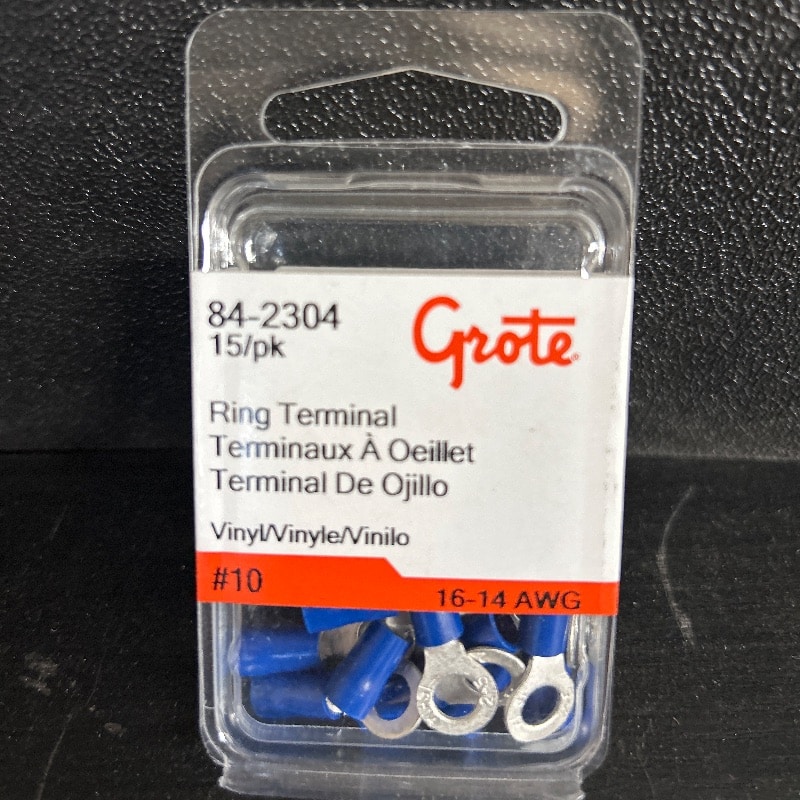 84-2304
15/pk
Grote
Ring Terminal
Terminaux À Oeillet
Terminal De Ojillo
Vinyl/Vinyle/Vinilo
#10
16-14 AWG